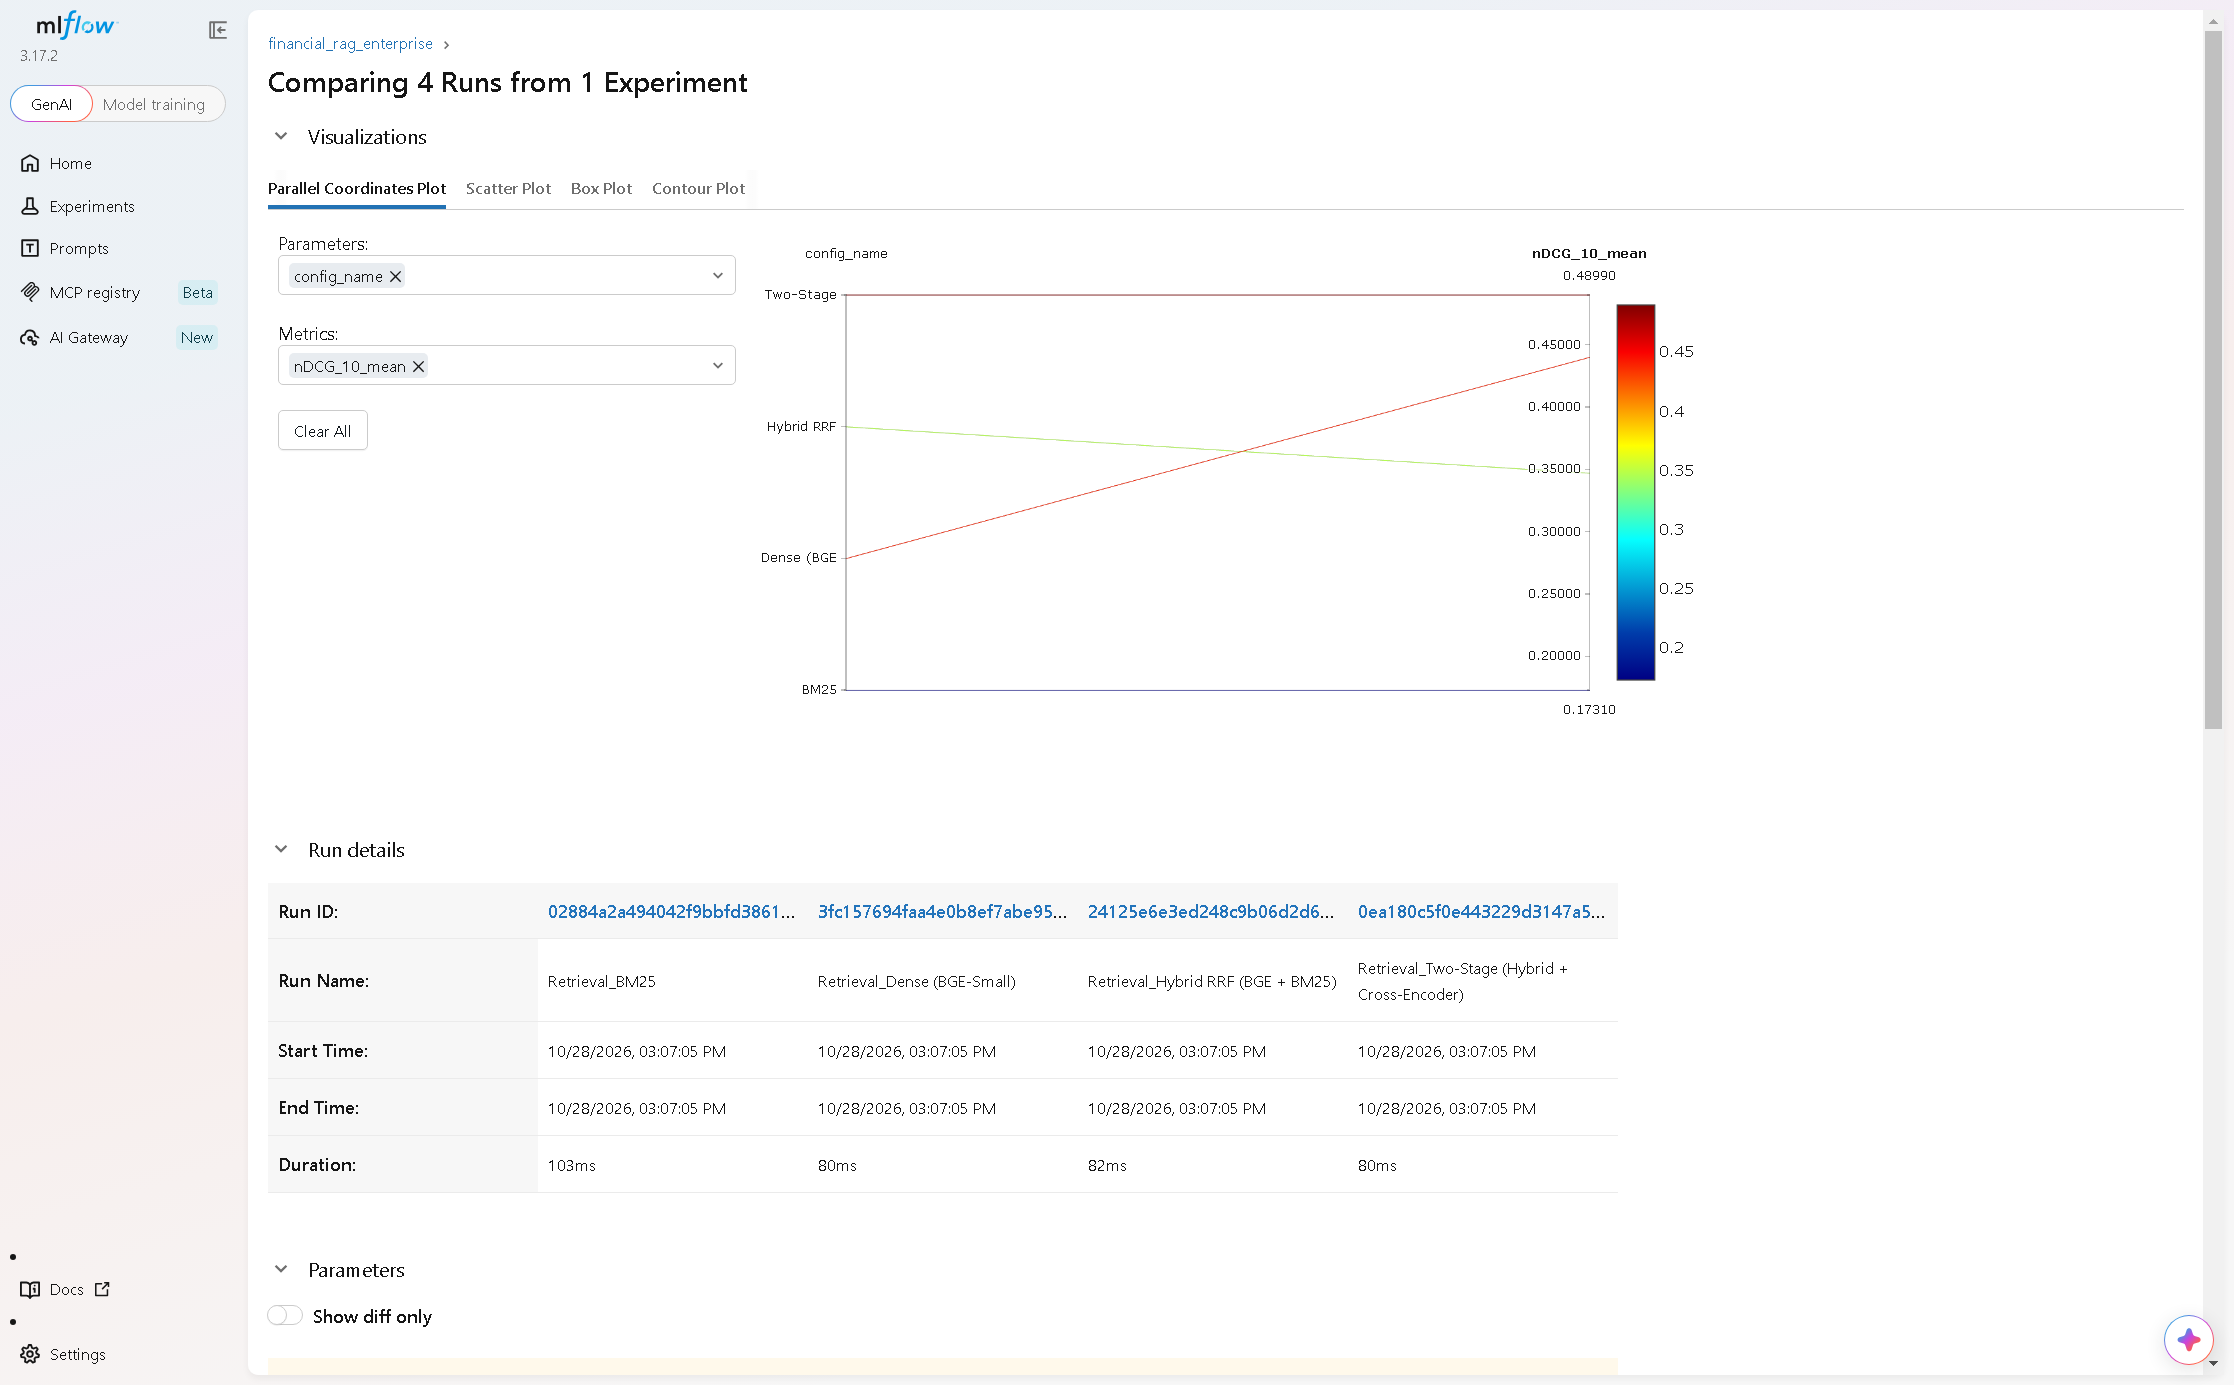 mlflow
3.17.2
GenAI
Model training
Home
Experiments
Prompts
MCP registry
Beta
AI Gateway
New
Docs
Settings
financial_rag_enterprise
Comparing 4 Runs from 1 Experiment
Visualizations
Parallel Coordinates Plot
Scatter Plot
Box Plot
Contour Plot
Parameters:
config_name
Metrics:
nDCG_10_mean
Clear All
config_name
nDCG_10_mean
0.48990
Two-Stage
Hybrid RRF
Dense (BGE
BM25
0.45000
0.40000
0.35000
0.30000
0.25000
0.20000
0.17310
0.45
0.4
0.35
0.3
0.25
0.2
Run details
Run ID: 02884a2a494042f9bbfd3861... 3fc157694faa4e0b8ef7abe95... 24125e6e3ed248c9b06d2d6... 0ea180c5f0e443229d3147a5...
Run Name: Retrieval_BM25 Retrieval_Dense (BGE-Small) Retrieval_Hybrid RRF (BGE + BM25) Retrieval_Two-Stage (Hybrid +
Cross-Encoder)
Start Time: 10/28/2026, 03:07:05 PM 10/28/2026, 03:07:05 PM 10/28/2026, 03:07:05 PM 10/28/2026, 03:07:05 PM
End Time: 10/28/2026, 03:07:05 PM 10/28/2026, 03:07:05 PM 10/28/2026, 03:07:05 PM 10/28/2026, 03:07:05 PM
Duration: 103ms 80ms 82ms 80ms
Parameters
Show diff only